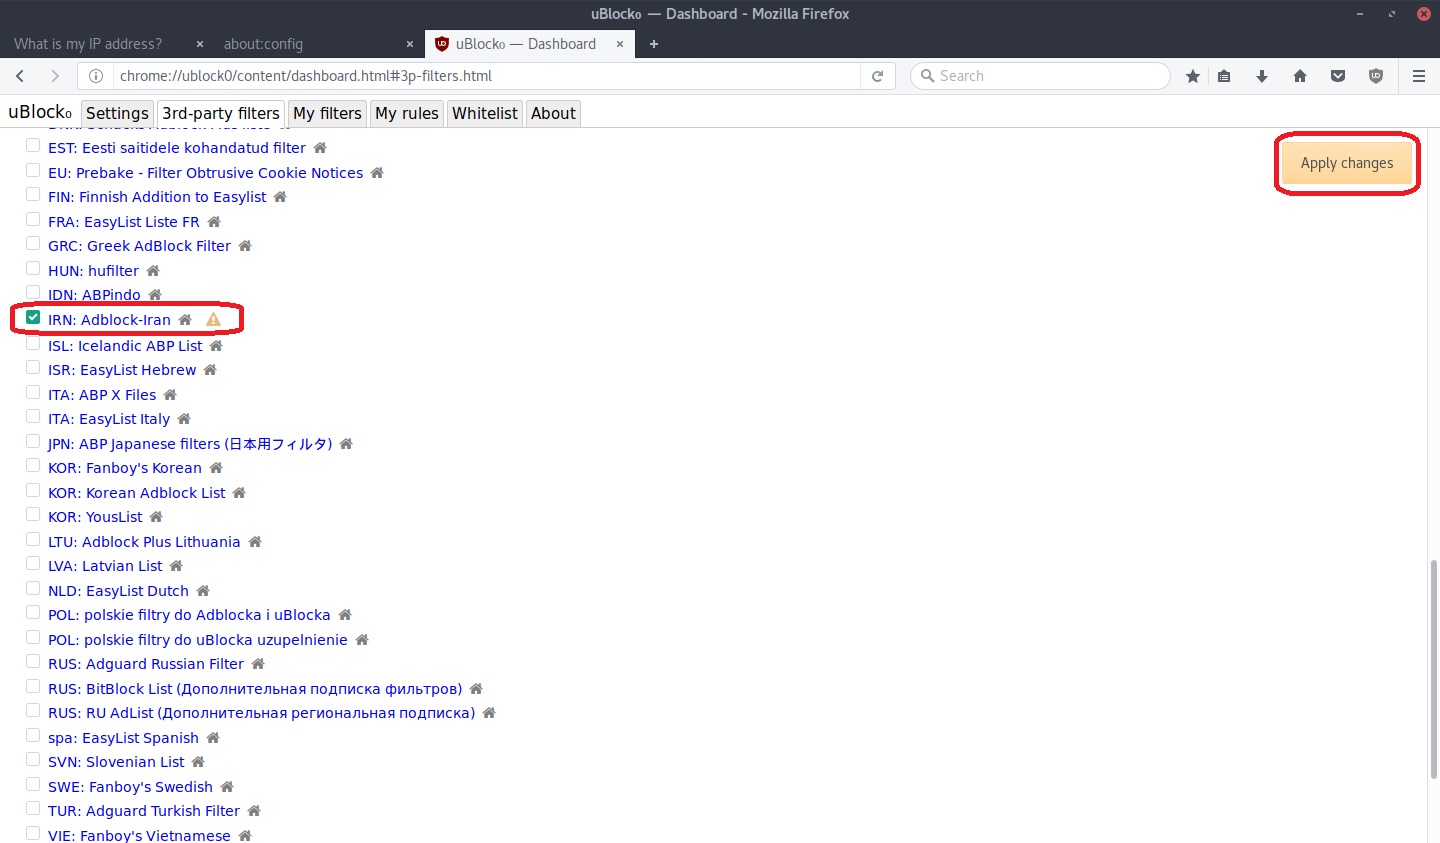 uBlock₀ — Dashboard - Mozilla Firefox
What is my IP address? × about:config × uBlock₀ — Dashboard × +
chrome://ublock0/content/dashboard.html#3p-filters.html Search
uBlock₀ Settings 3rd-party filters My filters My rules Whitelist About
EST: Eesti saitidele kohandatud filter
Apply changes
EU: Prebake - Filter Obtrusive Cookie Notices
FIN: Finnish Addition to Easylist
FRA: EasyList Liste FR
GRC: Greek AdBlock Filter
HUN: hufilter
IDN: ABPindo
IRN: Adblock-Iran
ISL: Icelandic ABP List
ISR: EasyList Hebrew
ITA: ABP X Files
ITA: EasyList Italy
JPN: ABP Japanese filters (日本用フィルタ)
KOR: Fanboy's Korean
KOR: Korean Adblock List
KOR: YousList
LTU: Adblock Plus Lithuania
LVA: Latvian List
NLD: EasyList Dutch
POL: polskie filtry do Adblocka i uBlocka
POL: polskie filtry do uBlocka uzupelnienie
RUS: Adguard Russian Filter
RUS: BitBlock List (Дополнительная подписка фильтров)
RUS: RU AdList (Дополнительная региональная подписка)
spa: EasyList Spanish
SVN: Slovenian List
SWE: Fanboy's Swedish
TUR: Adguard Turkish Filter
VIE: Fanboy's Vietnamese